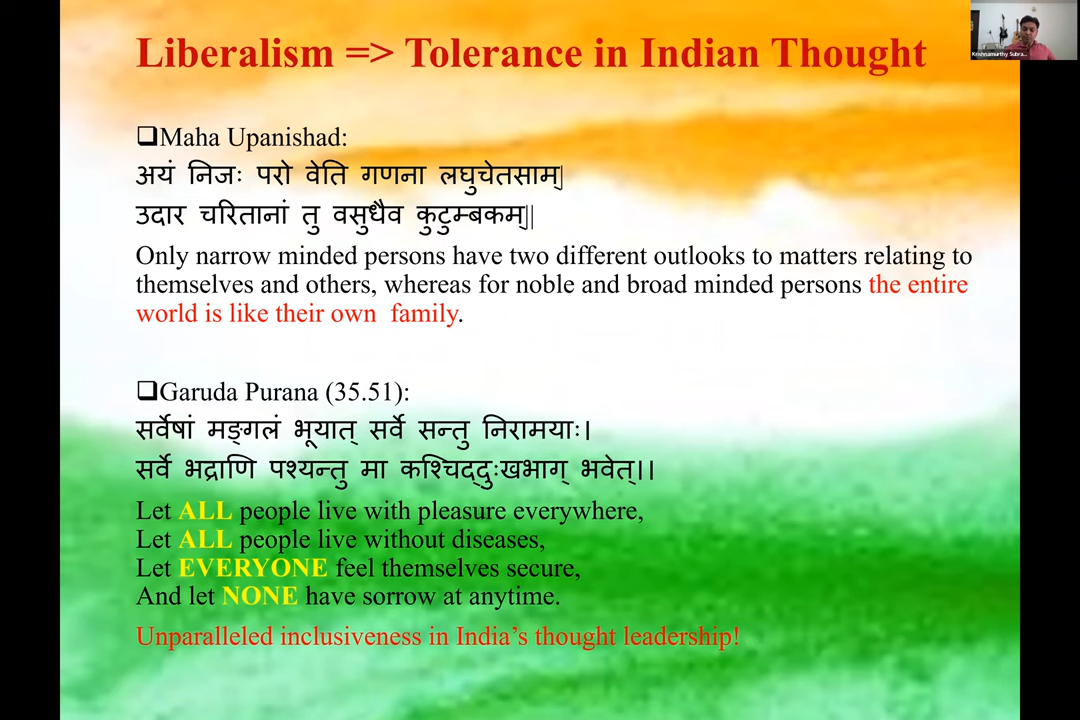 Liberalism => Tolerance in Indian Thought
Krishnamurthy Subra...
❑Maha Upanishad:
अयं निजः परो वेति गणना लघुचेतसाम्|
उदार चरितानां तु वसुधैव कुटुम्बकम्||
Only narrow minded persons have two different outlooks to matters relating to
themselves and others, whereas for noble and broad minded persons the entire
world is like their own family.
❑Garuda Purana (35.51):
सर्वेषां मङ्गलं भूयात् सर्वे सन्तु निरामयाः।
सर्वे भद्राणि पश्यन्तु मा कश्चिद्दुःखभाग् भवेत्।।
Let ALL people live with pleasure everywhere,
Let ALL people live without diseases,
Let EVERYONE feel themselves secure,
And let NONE have sorrow at anytime.
Unparalleled inclusiveness in India’s thought leadership!